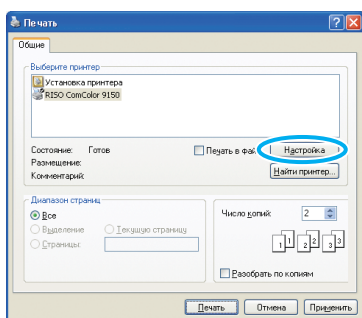 Печать
Общие
Выберите принтер
Установка принтера
RISO ComColor 9150
Состояние: Готов
Печать в фай
Настройка
Размещение:
Комментарий:
Найти принтер...
Диапазон страниц
Все
Выделение
Текущую страницу
Страницы:
Число копий:
2
1 1 2 2 3 3
Разобрать по копиям
Печать
Отмена
Применить